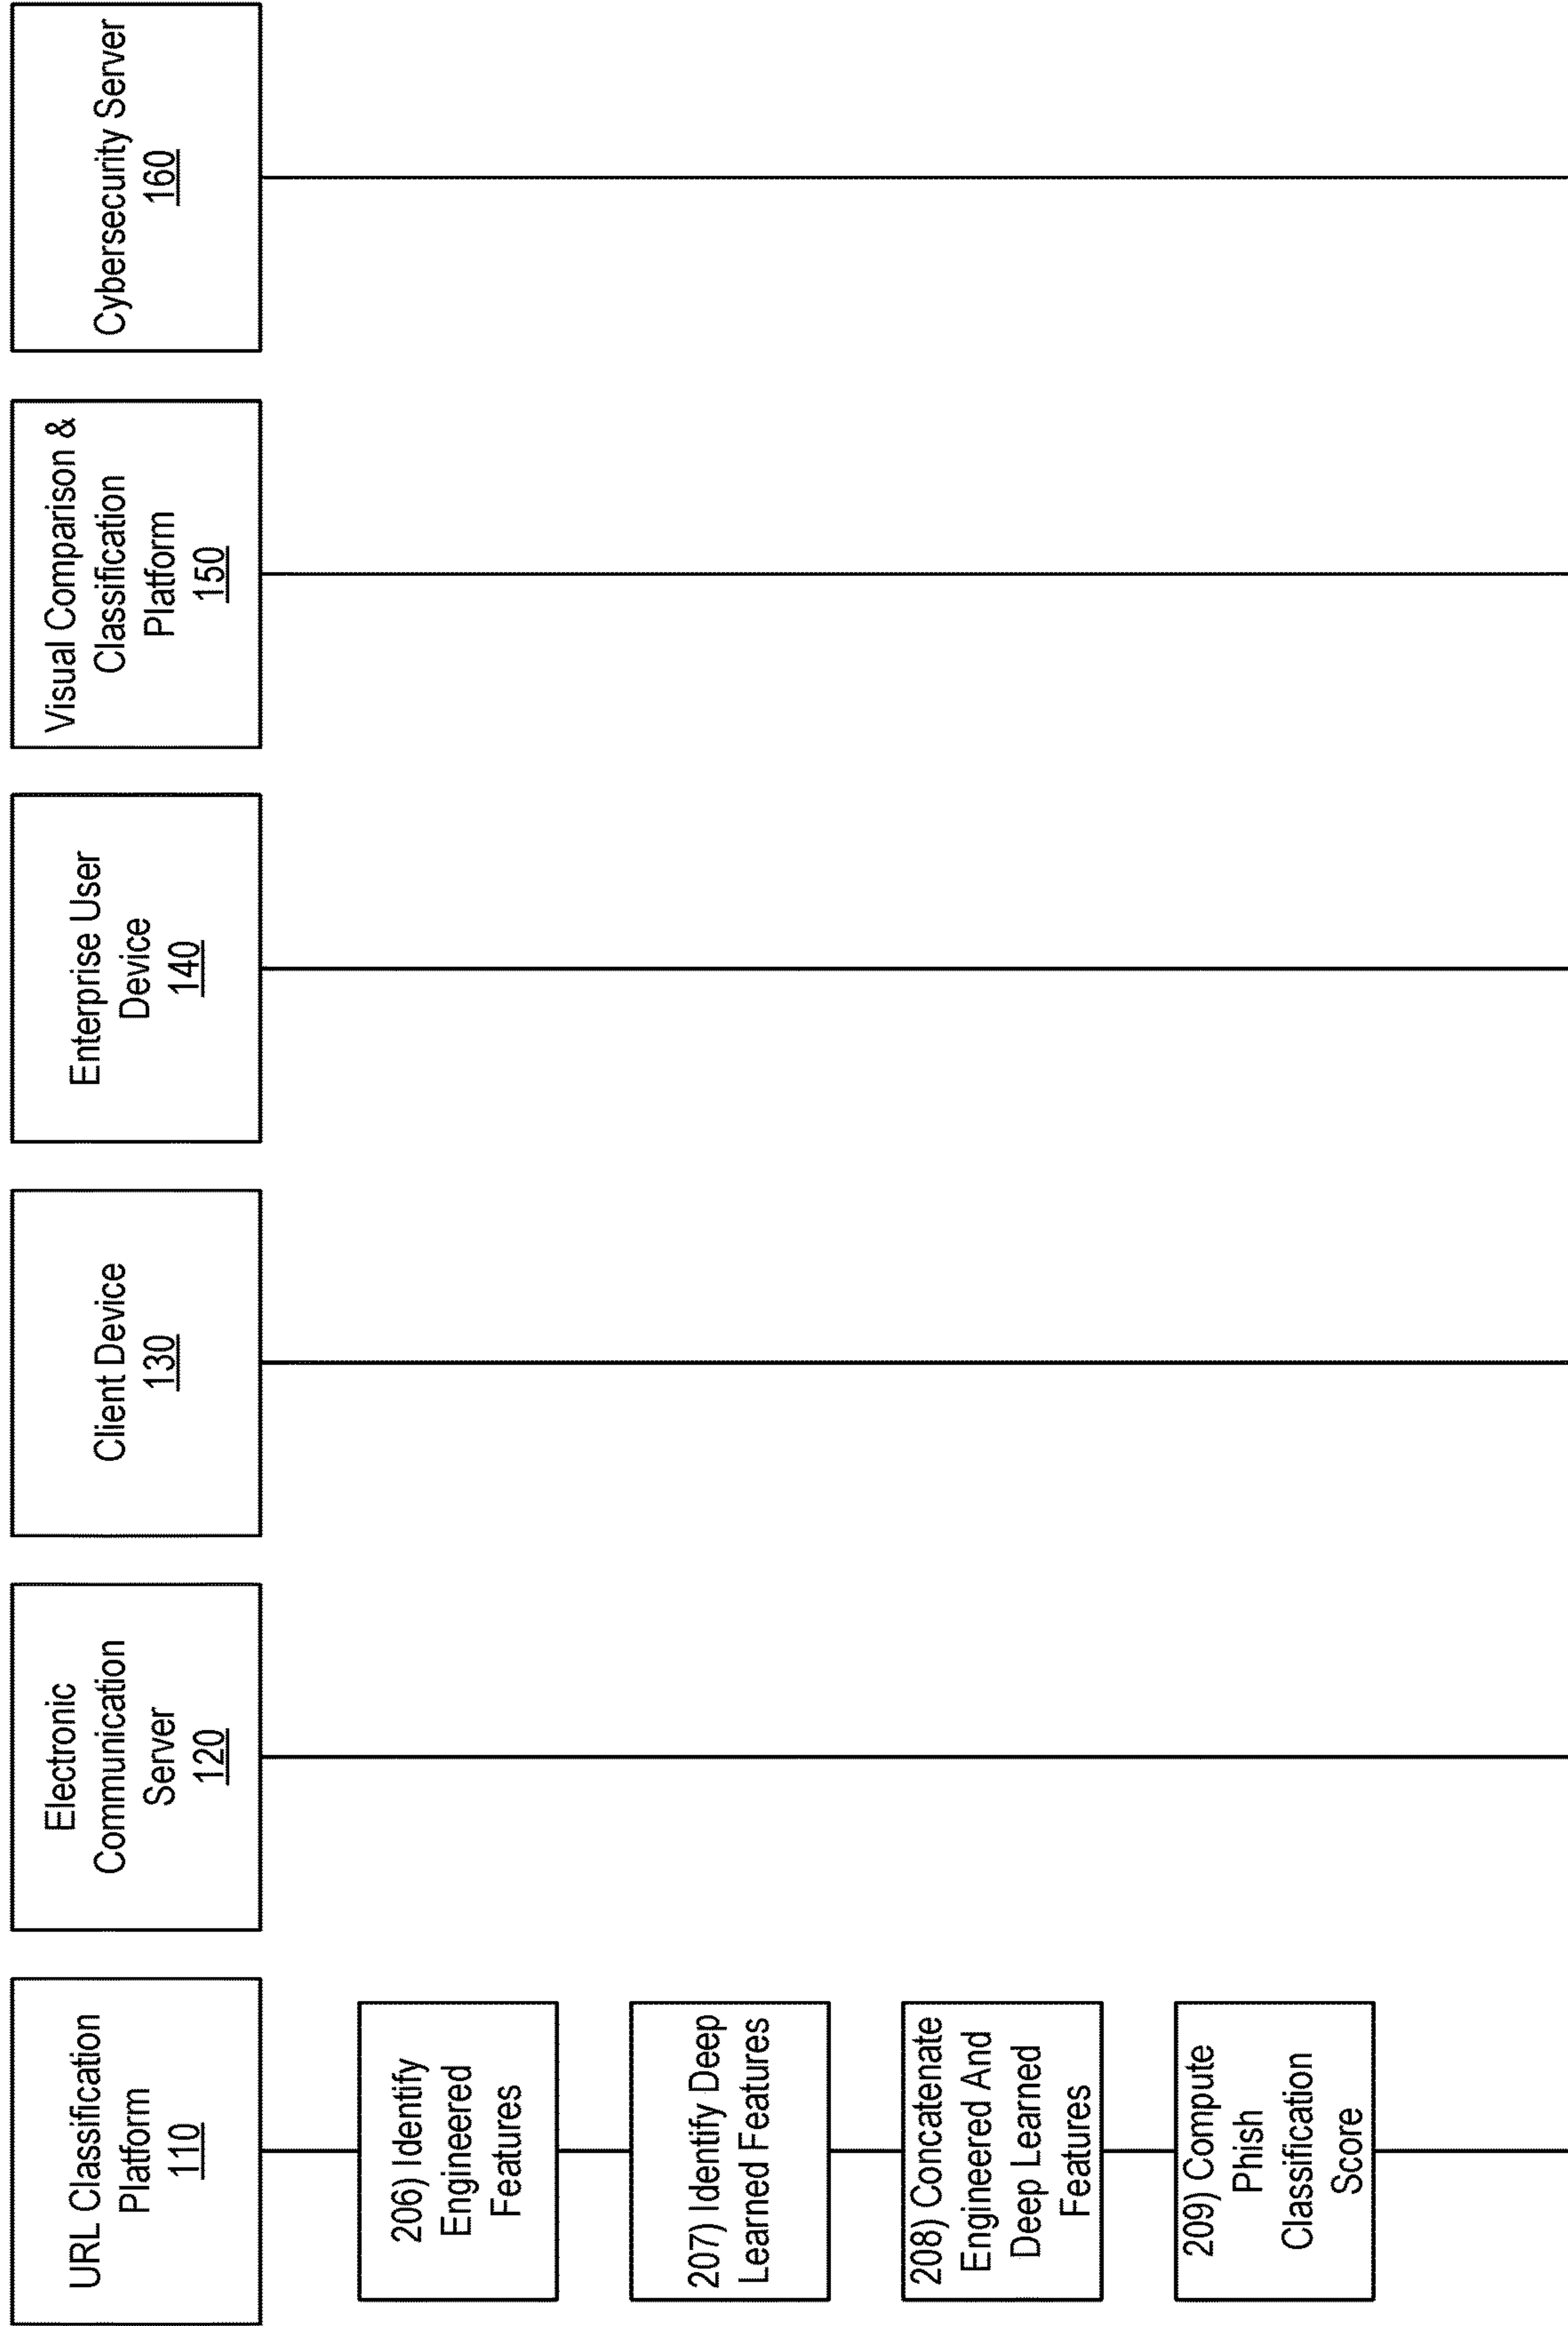 URL Classification
Platform
110
Electronic
Communication
Server
120
Client Device
130
Enterprise User
Device
140
Visual Comparison &
Classification
Platform
150
Cybersecurity Server
160
206) Identify
Engineered
Features
207) Identify Deep
Learned Features
208) Concatenate
Engineered And
Deep Learned
Features
209) Compute
Phish
Classification
Score